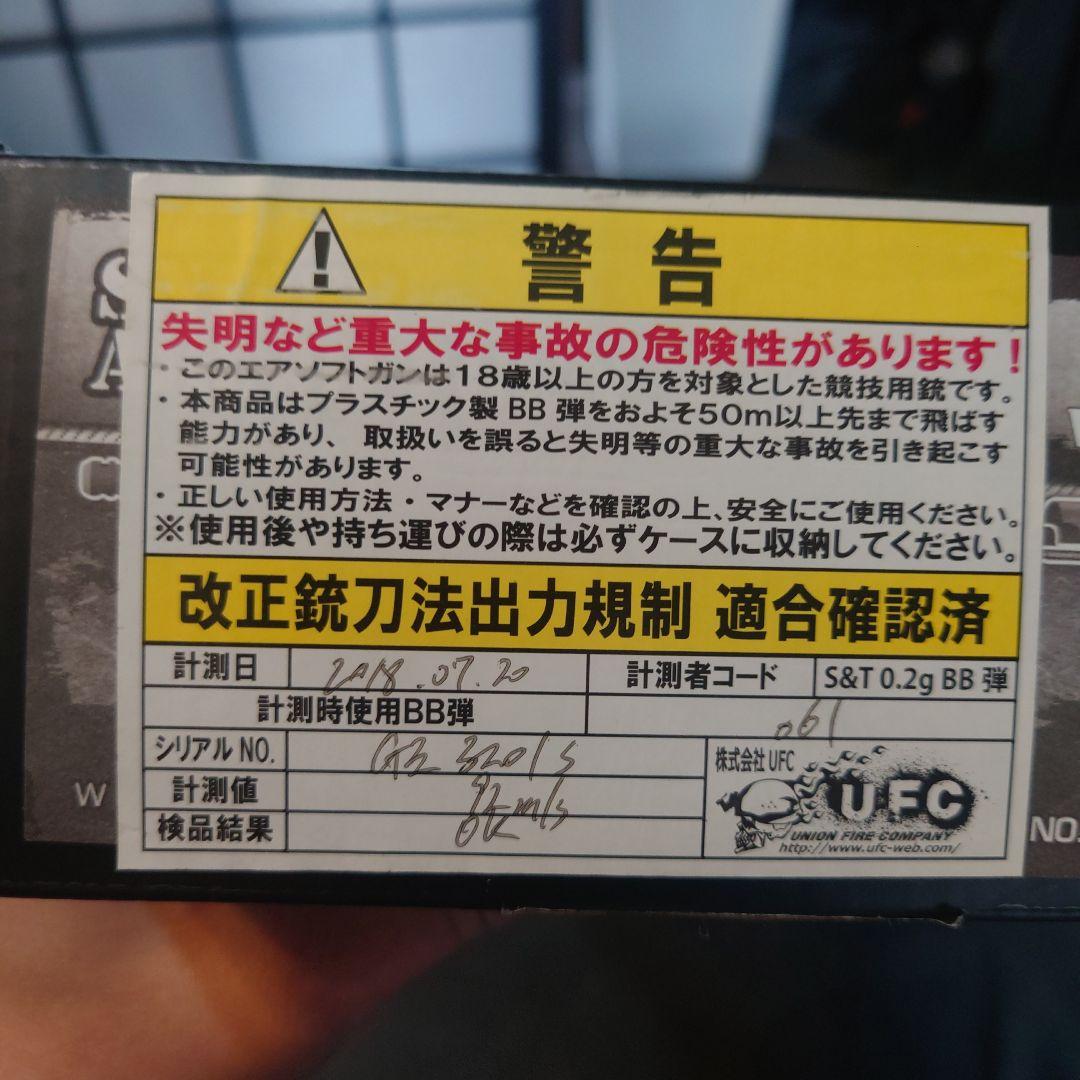 警告
失明など重大な事故の危険性があります!
・このエアソフトガンは18歳以上の方を対象とした競技用銃です。
・本商品はプラスチック製BB弾をおよそ50m以上先まで飛ばす
能力があり、取扱いを誤ると失明等の重大な事故を引き起こす
可能性があります。
・正しい使用方法・マナーなどを確認の上、安全にご使用ください。
※使用後や持ち運びの際は必ずケースに収納してください。
改正銃刀法出力規制 適合確認済
計測日 2018.07.20 計測者コード S&T 0.2g BB 弾
計測時使用BB弾 061
シリアルNO.
計測値
検品結果 OK
株式会社 UFC
UFC
UNION FIRE COMPANY
http://www.ufc-web.com/
W
NO.